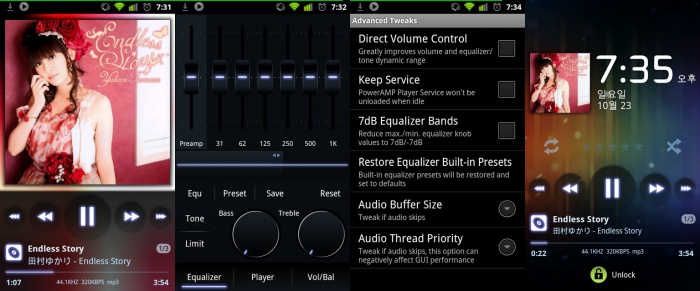 7:31
Endless
Story
Yukari Tamura
Endless Story
1/3
田村ゆかり - Endless Story
44.1KHZ 320KBPS mp3
1:07
3:54
7:32
Preamp
31
62
125
250
500
1K
Equ
Preset
Save
Reset
Tone
Bass
Treble
Limit
Equalizer
Player
Vol/Bal
7:34
Advanced Tweaks
Direct Volume Control
Greatly improves volume and equalizer/
tone dynamic range
Keep Service
PowerAMP Player Service won't be
unloaded when idle
7dB Equalizer Bands
Reduce max./min. equalizer knob
values to 7dB/-7dB
Restore Equalizer Built-in Presets
Built-in equalizer presets will be restored and
set to defaults
Audio Buffer Size
Tweak if audio skips
Audio Thread Priority
Tweak if audio skips, this option can
negatively affect GUI performance
7:35 오후
일요일
10월 23
Endless Story
1/3
田村ゆかり - Endless Story
0:22
44.1KHZ 320KBPS mp3
3:54
Unlock